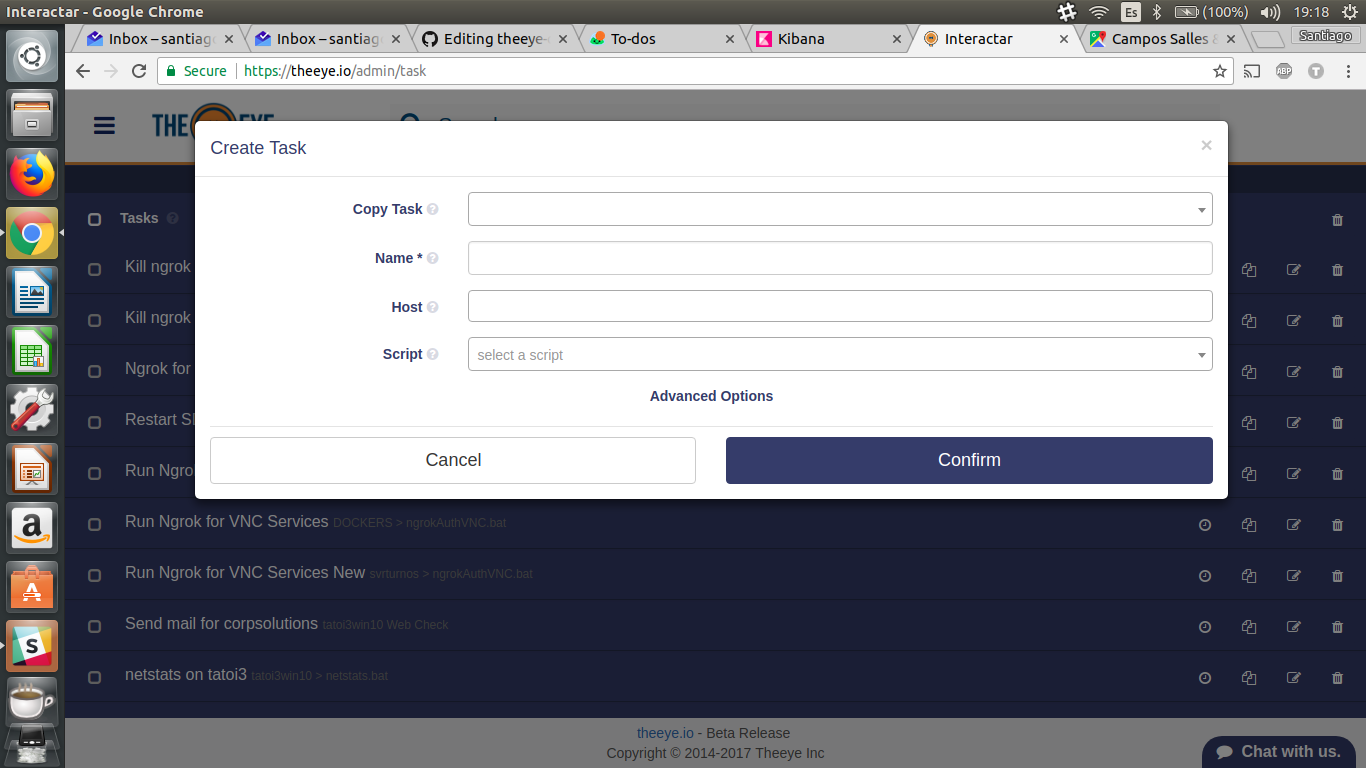 Interactar - Google Chrome
Es (100%) 19:18
Inbox – santiag
Inbox – santiag
Editing theeye-
To-dos
Kibana
Interactar
Campos Salles
Santiago
Secure https://theeye.io/admin/task
ABP
T
THE EYE
Create Task ×
Copy Task ?
Name * ?
Host ?
Script ? select a script
Advanced Options
Cancel Confirm
Tasks ?
Kill ngrok
Kill ngrok
Ngrok for
Restart
Run Ngro
Run Ngrok for VNC Services DOCKERS > ngrokAuthVNC.bat
Run Ngrok for VNC Services New svrturnos > ngrokAuthVNC.bat
Send mail for corpsolutions tatoi3win10 Web Check
netstats on tatoi3 tatoi3win10 > netstats.bat
theeye.io - Beta Release
Copyright © 2014-2017 Theeye Inc
Chat with us.